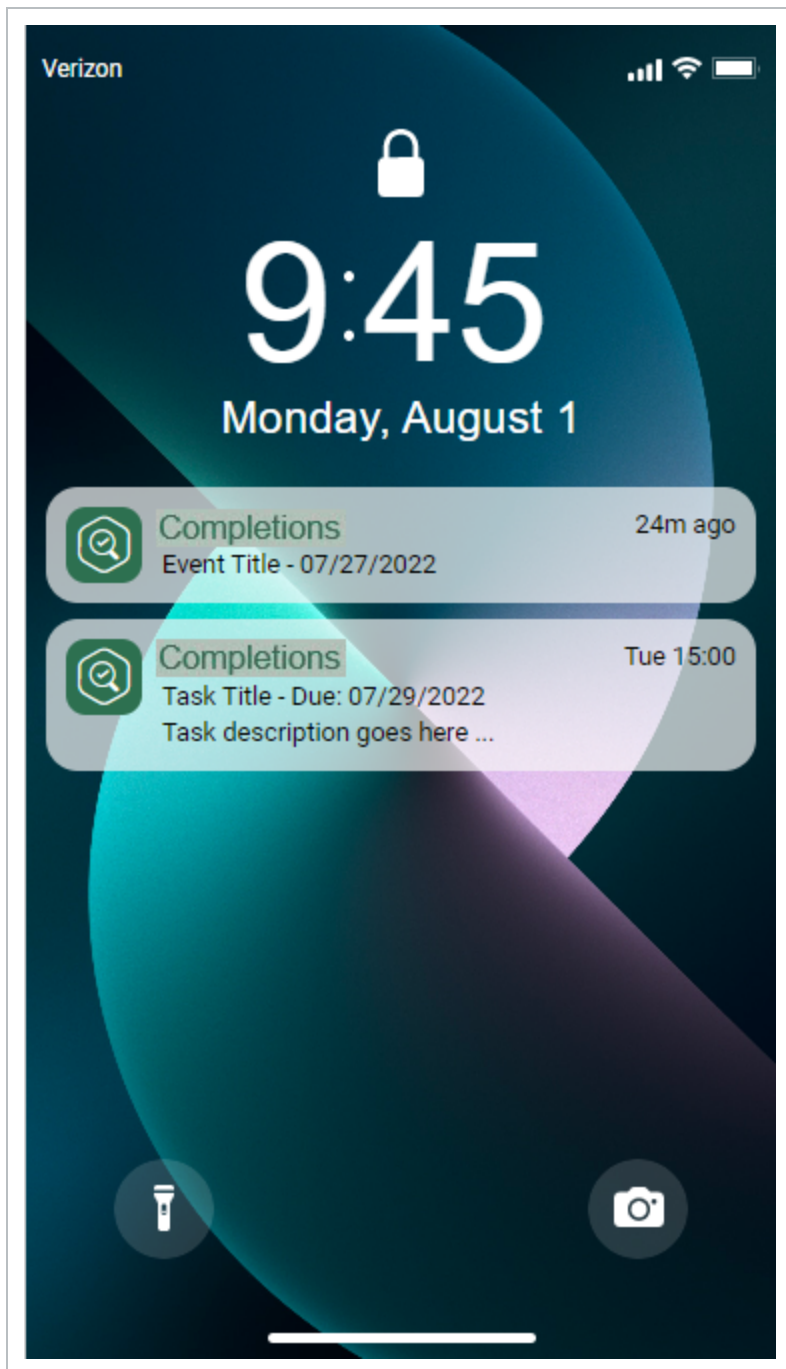 Verizon
9:45
Monday, August 1
Completions
24m ago
Event Title - 07/27/2022
Completions
Tue 15:00
Task Title - Due: 07/29/2022
Task description goes here ...